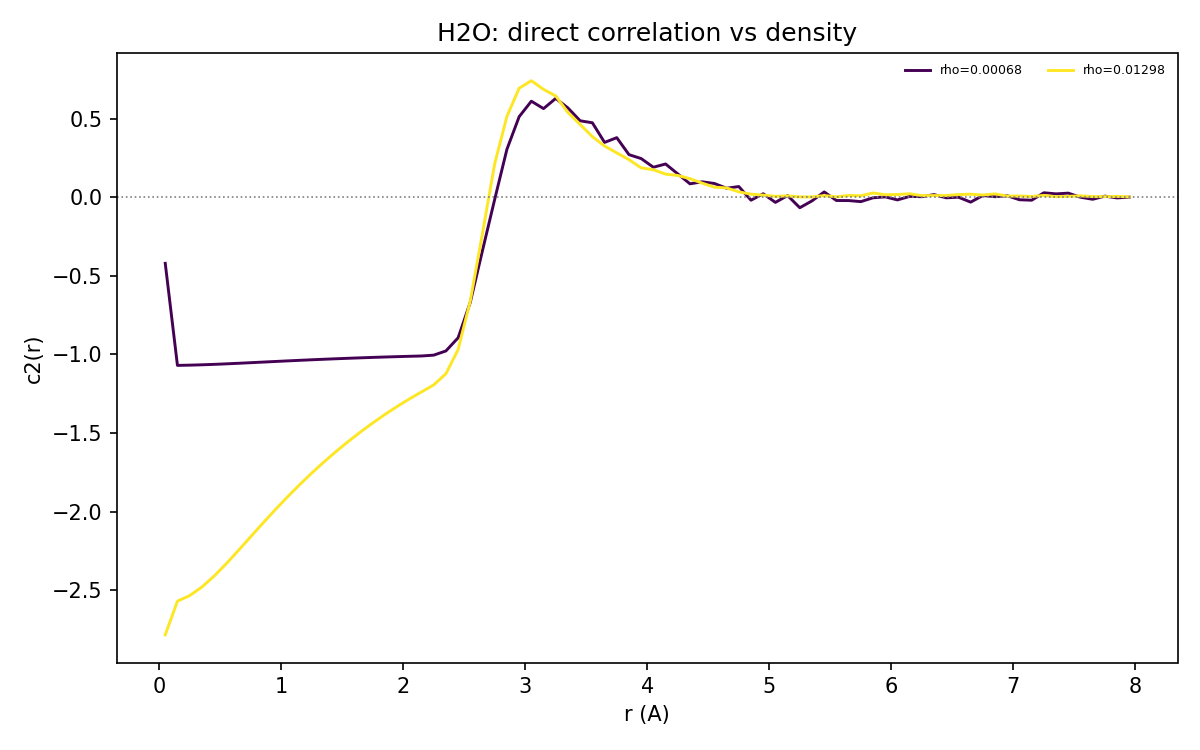 H2O: direct correlation vs density
rho=0.00068 rho=0.01298
c2(r)
0.5
0.0
−0.5
−1.0
−1.5
−2.0
−2.5
0 1 2 3 4 5 6 7 8
r (A)